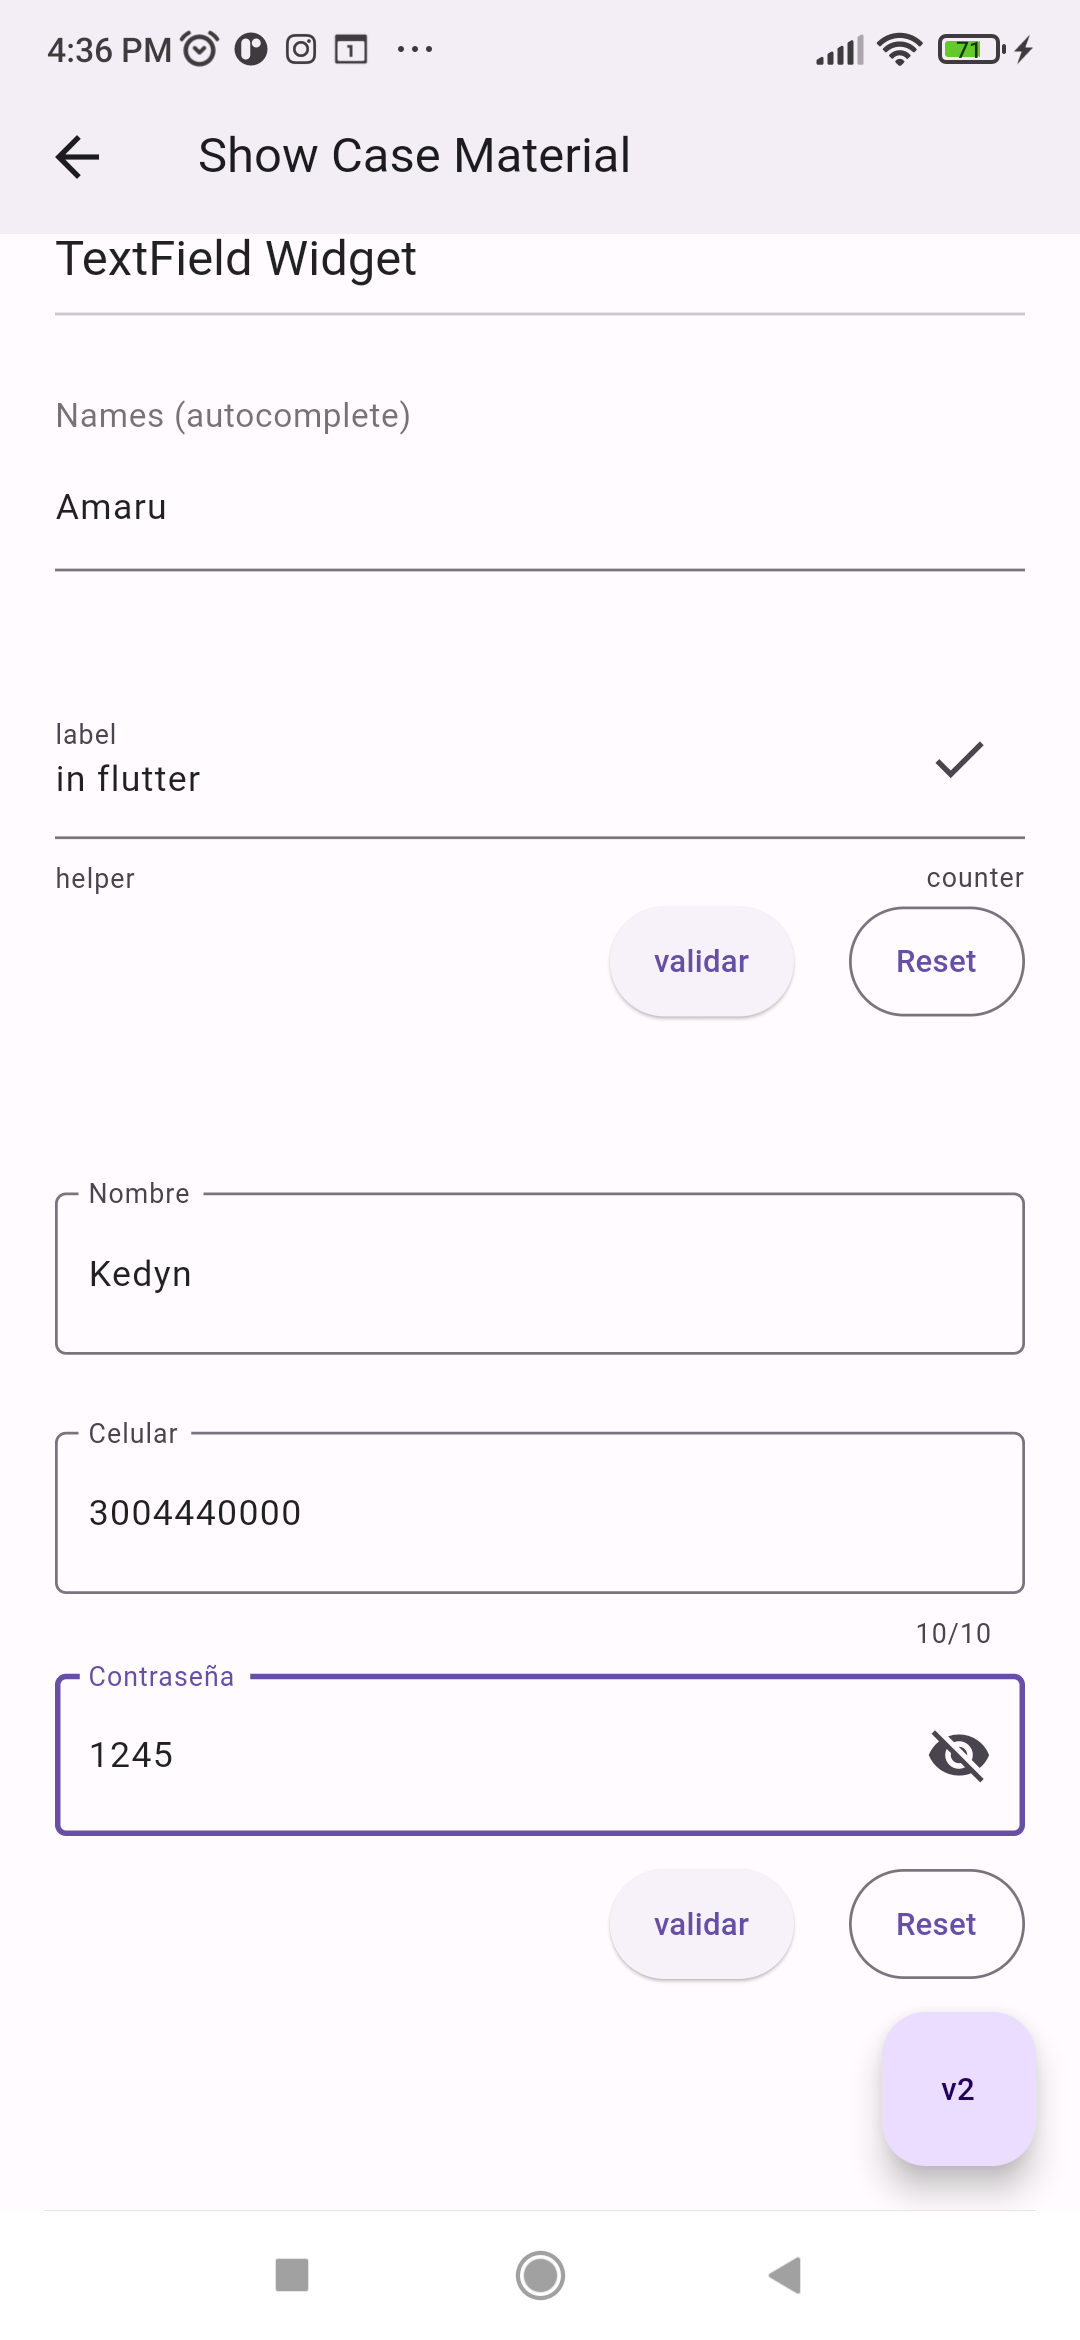 4:36 PM
71
Show Case Material
TextField Widget
Names (autocomplete)
Amaru
label
in flutter
helper
counter
validar
Reset
Nombre
Kedyn
Celular
3004440000
10/10
Contraseña
1245
validar
Reset
v2